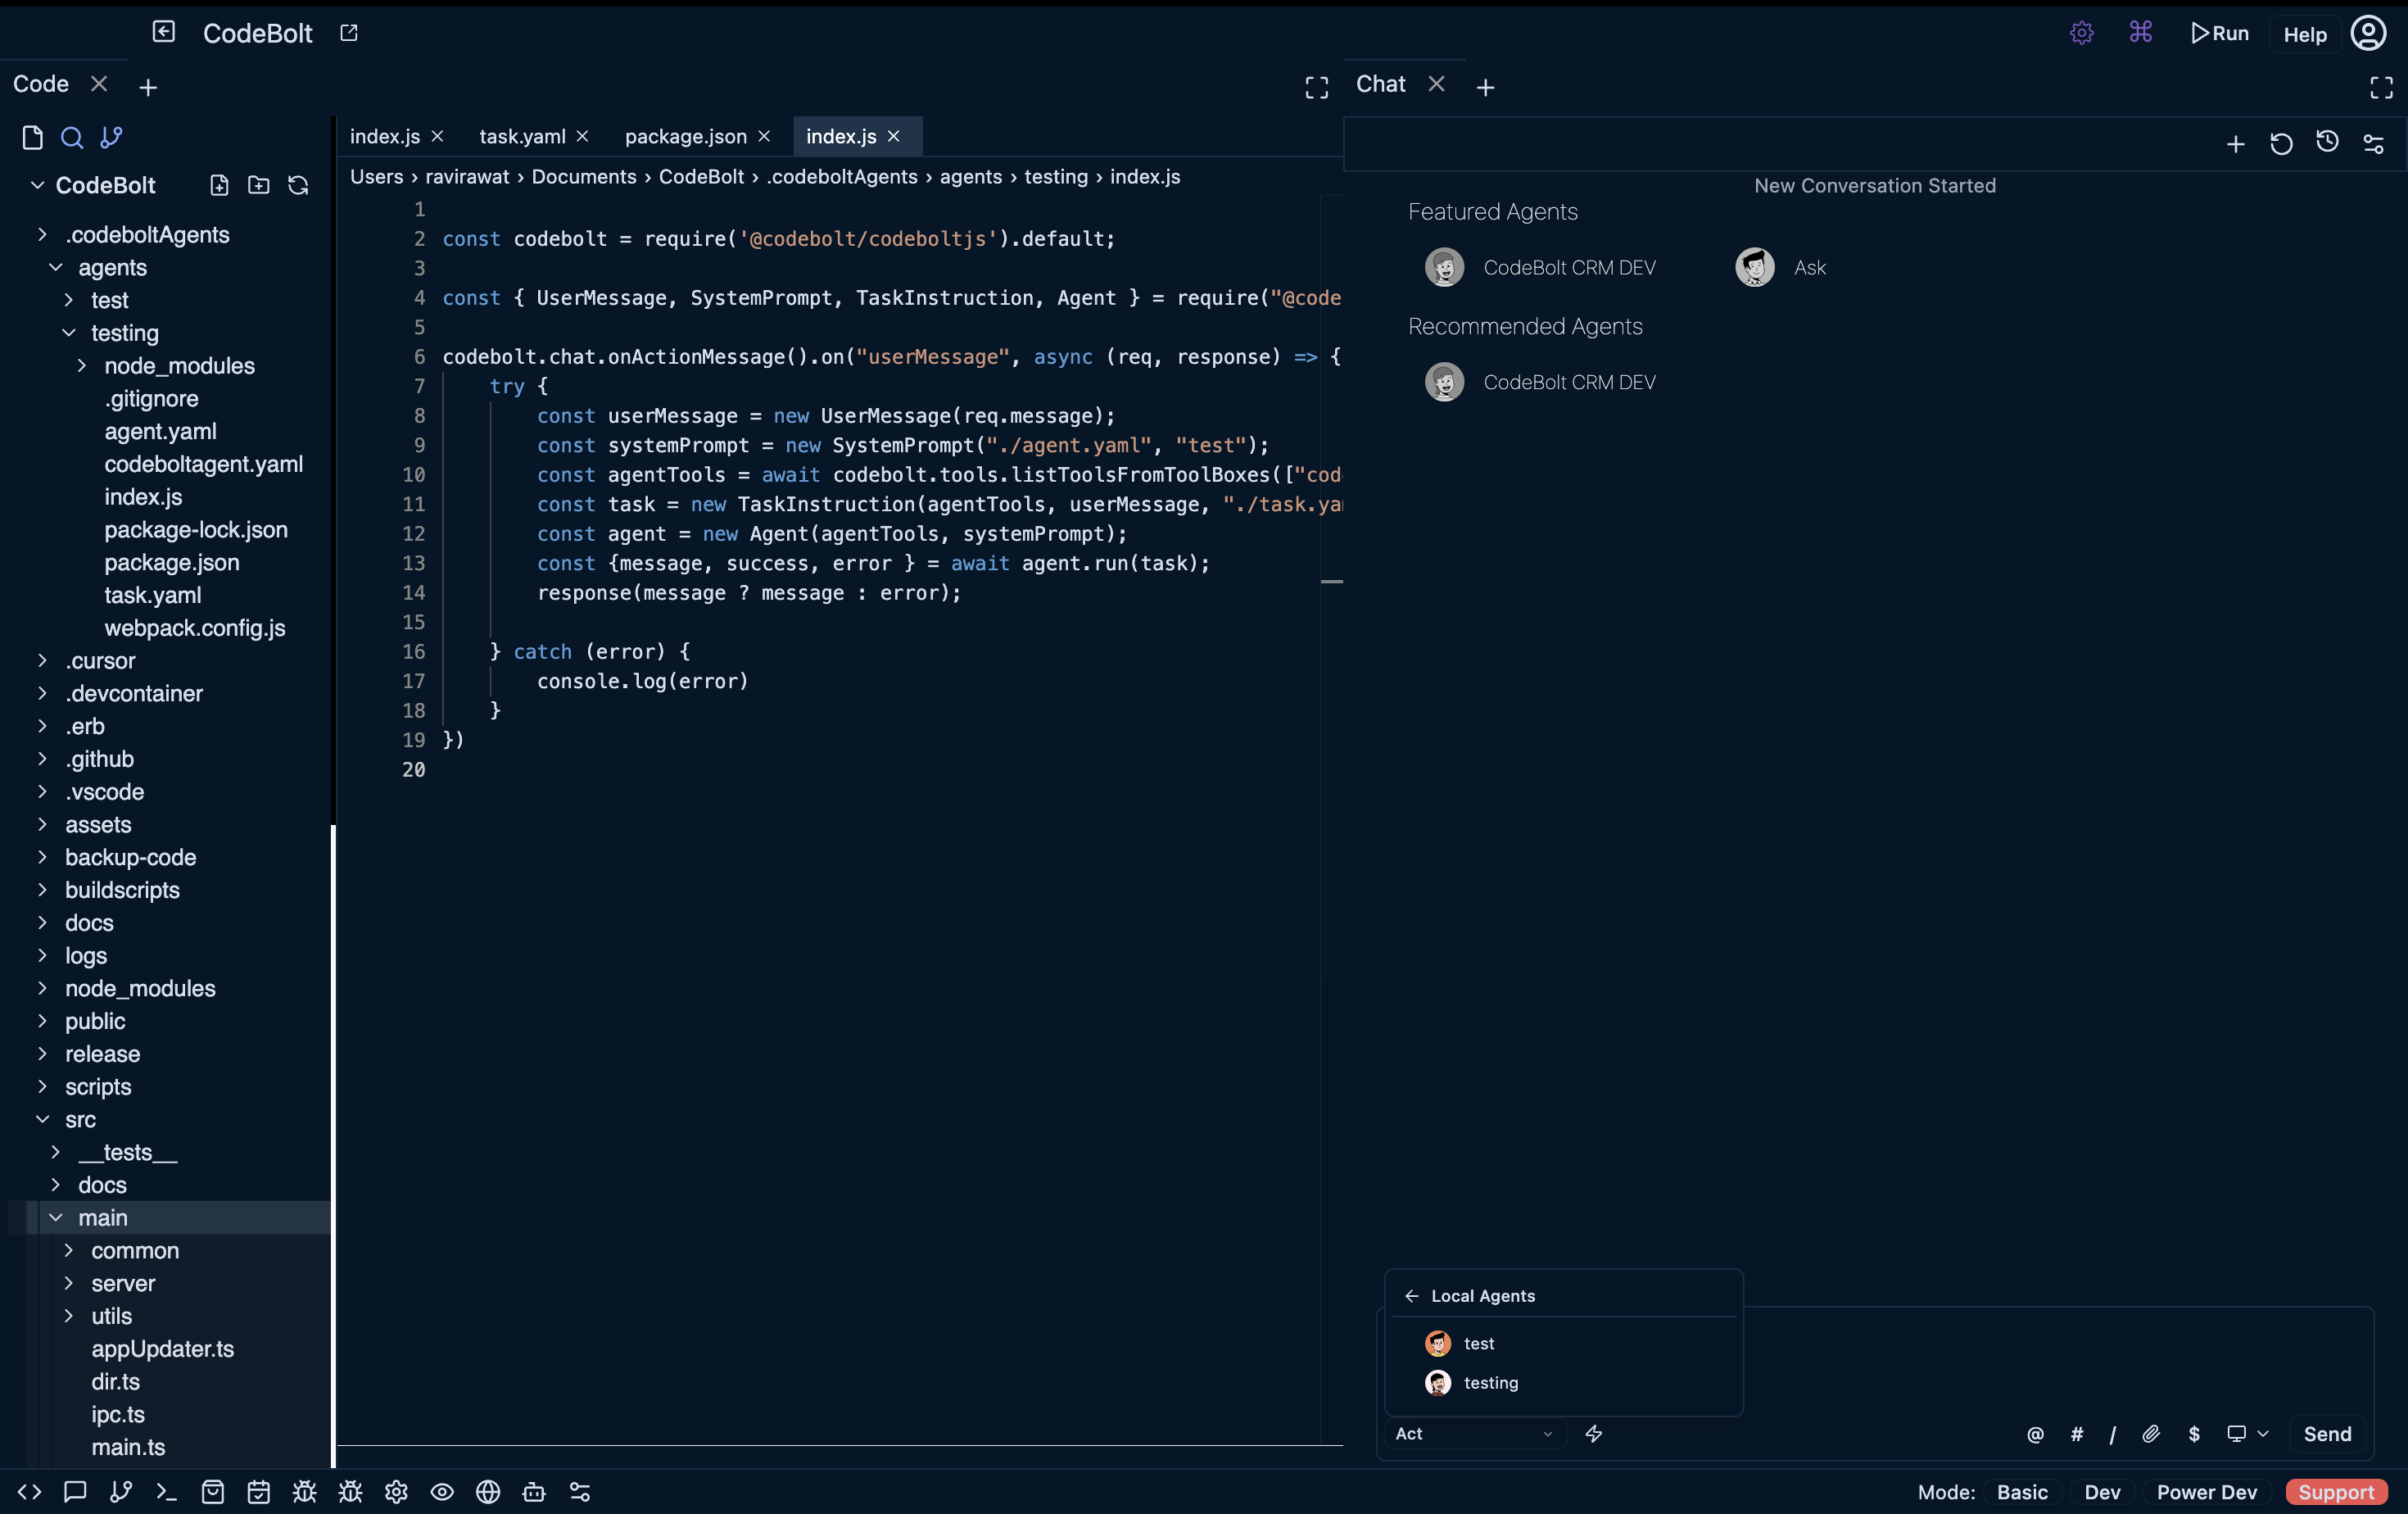 CodeBolt
Run
Help
Code
Chat
CodeBolt
.codeboltAgents
agents
test
testing
node_modules
.gitignore
agent.yaml
codeboltagent.yaml
index.js
package-lock.json
package.json
task.yaml
webpack.config.js
.cursor
.devcontainer
.erb
.github
.vscode
assets
backup-code
buildscripts
docs
logs
node_modules
public
release
scripts
src
__tests__
docs
main
common
server
utils
appUpdater.ts
dir.ts
ipc.ts
main.ts
index.js task.yaml package.json index.js
Users › ravirawat › Documents › CodeBolt › .codeboltAgents › agents › testing › index.js
1
2 const codebolt = require('@codebolt/codeboltjs').default;
3
4 const { UserMessage, SystemPrompt, TaskInstruction, Agent } = require("@code
5
6 codebolt.chat.onActionMessage().on("userMessage", async (req, response) => {
7 try {
8 const userMessage = new UserMessage(req.message);
9 const systemPrompt = new SystemPrompt("./agent.yaml", "test");
10 const agentTools = await codebolt.tools.listToolsFromToolBoxes(["cod
11 const task = new TaskInstruction(agentTools, userMessage, "./task.ya
12 const agent = new Agent(agentTools, systemPrompt);
13 const {message, success, error } = await agent.run(task);
14 response(message ? message : error);
15
16 } catch (error) {
17 console.log(error)
18 }
19 })
20
New Conversation Started
Featured Agents
CodeBolt CRM DEV Ask
Recommended Agents
CodeBolt CRM DEV
← Local Agents
test
testing
Act
@ # / $ Send
Mode: Basic Dev Power Dev Support